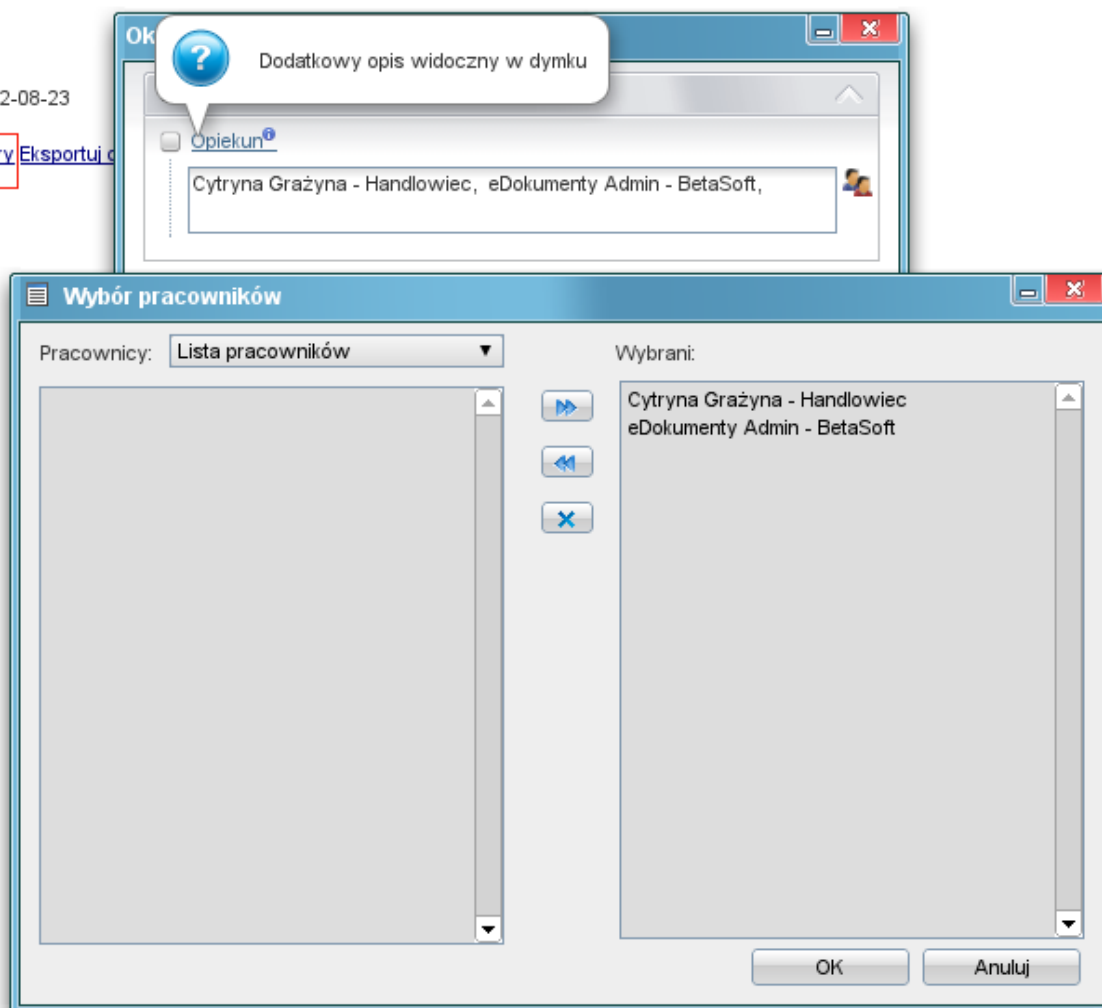 Ok
Dodatkowy opis widoczny w dymku
2-08-23
ry Eksportuj
Opiekun
Cytryna Grażyna - Handlowiec, eDokumenty Admin - BetaSoft,
Wybór pracowników
Pracownicy: Lista pracowników
Wybrani:
Cytryna Grażyna - Handlowiec
eDokumenty Admin - BetaSoft
OK Anuluj